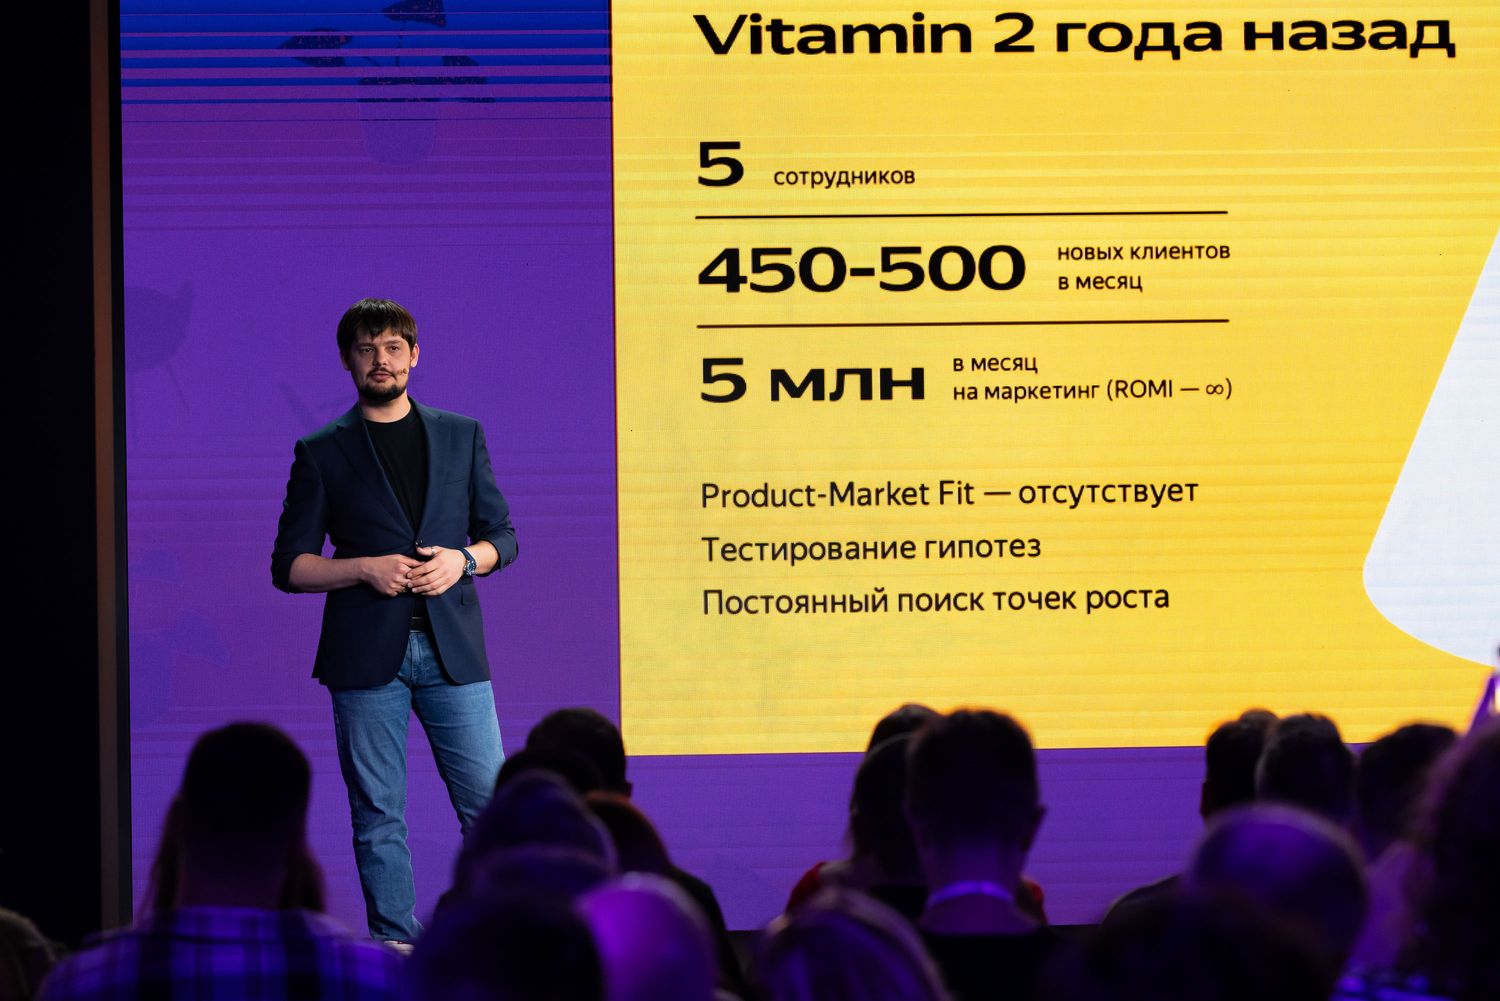 Vitamin 2 года назад
5 сотрудников
450-500 новых клиентов
в месяц
5 млн в месяц
на маркетинг (ROMI — ∞)
Product-Market Fit — отсутствует
Тестирование гипотез
Постоянный поиск точек роста